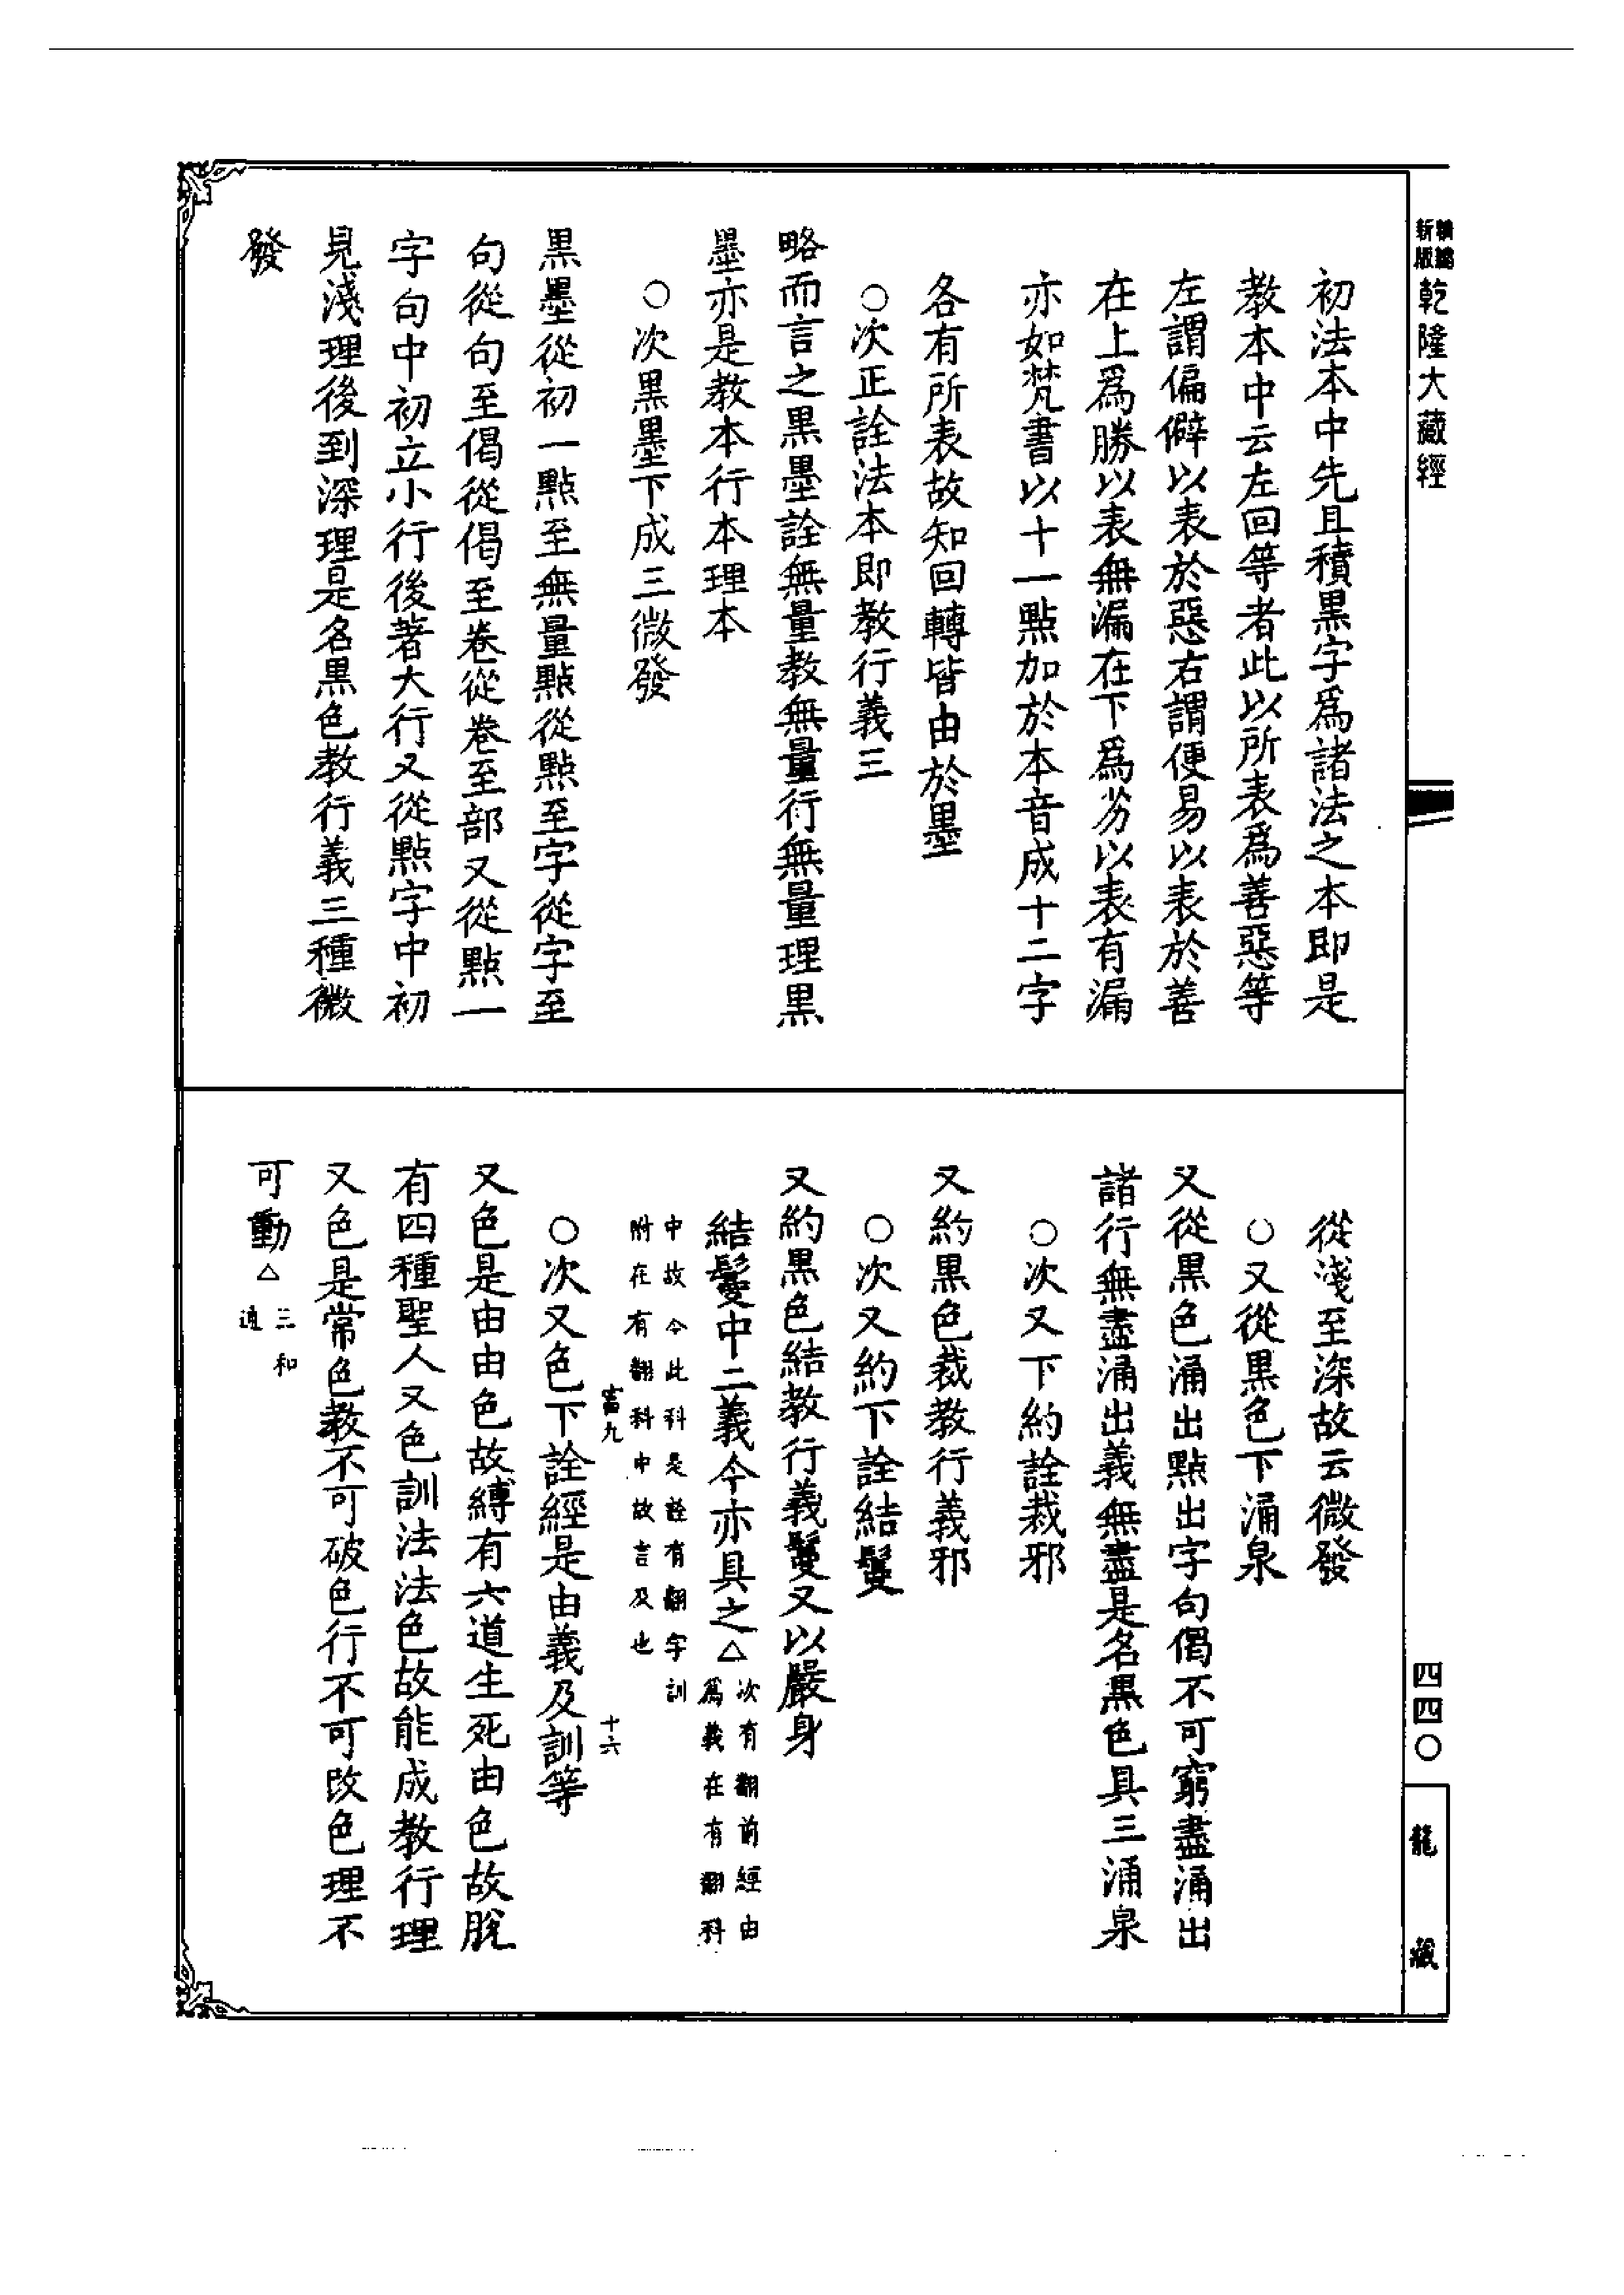 新編
縮版
乾隆大藏經
初法本中先且積黒字爲諸法之本即是
教本中云左回等者此以所表爲善惡等
左謂偏僻以表於惡右謂便易以表於善
在上爲勝以表無漏在下爲劣以表有漏
亦如梵書以十一點加於本音成十二字
各有所表故知回轉皆由於墨
○次正詮法本即教行義三
略而言之黒墨詮無量教無量行無量理黒
墨亦是教本行本理本
○次黒墨下成三微發
黒墨從初一點至無量點從點至字從字至
句從句至偈從偈至卷從卷至部又從點一
字句中初立小行後著大行又從點字中初
見淺理後到深理是名黒色教行義三種微
發
從淺至深故云微發
○又從黒色下涌泉
又從黒色涌出點出字句偈不可窮盡涌出
諸行無盡涌出義無盡是名黒色具三涌泉
○次又下約詮裁邪
又約黒色裁教行義邪
○次又約下詮結鬘
又約黒色結教行義鬘又以嚴身
結鬘中二義今亦具之△次有翻前經由
爲義在有翻科
中故今此科是詮有翻字訓
附在有翻科中故言及也
富九
十六
○次又色下詮經是由義及訓等
又色是由由色故縛有六道生死由色故脫
有四種聖人又色訓法法色故能成教行理
又色是常色教不可破色行不可改色理不
可動△三和
通
四四○
龍藏